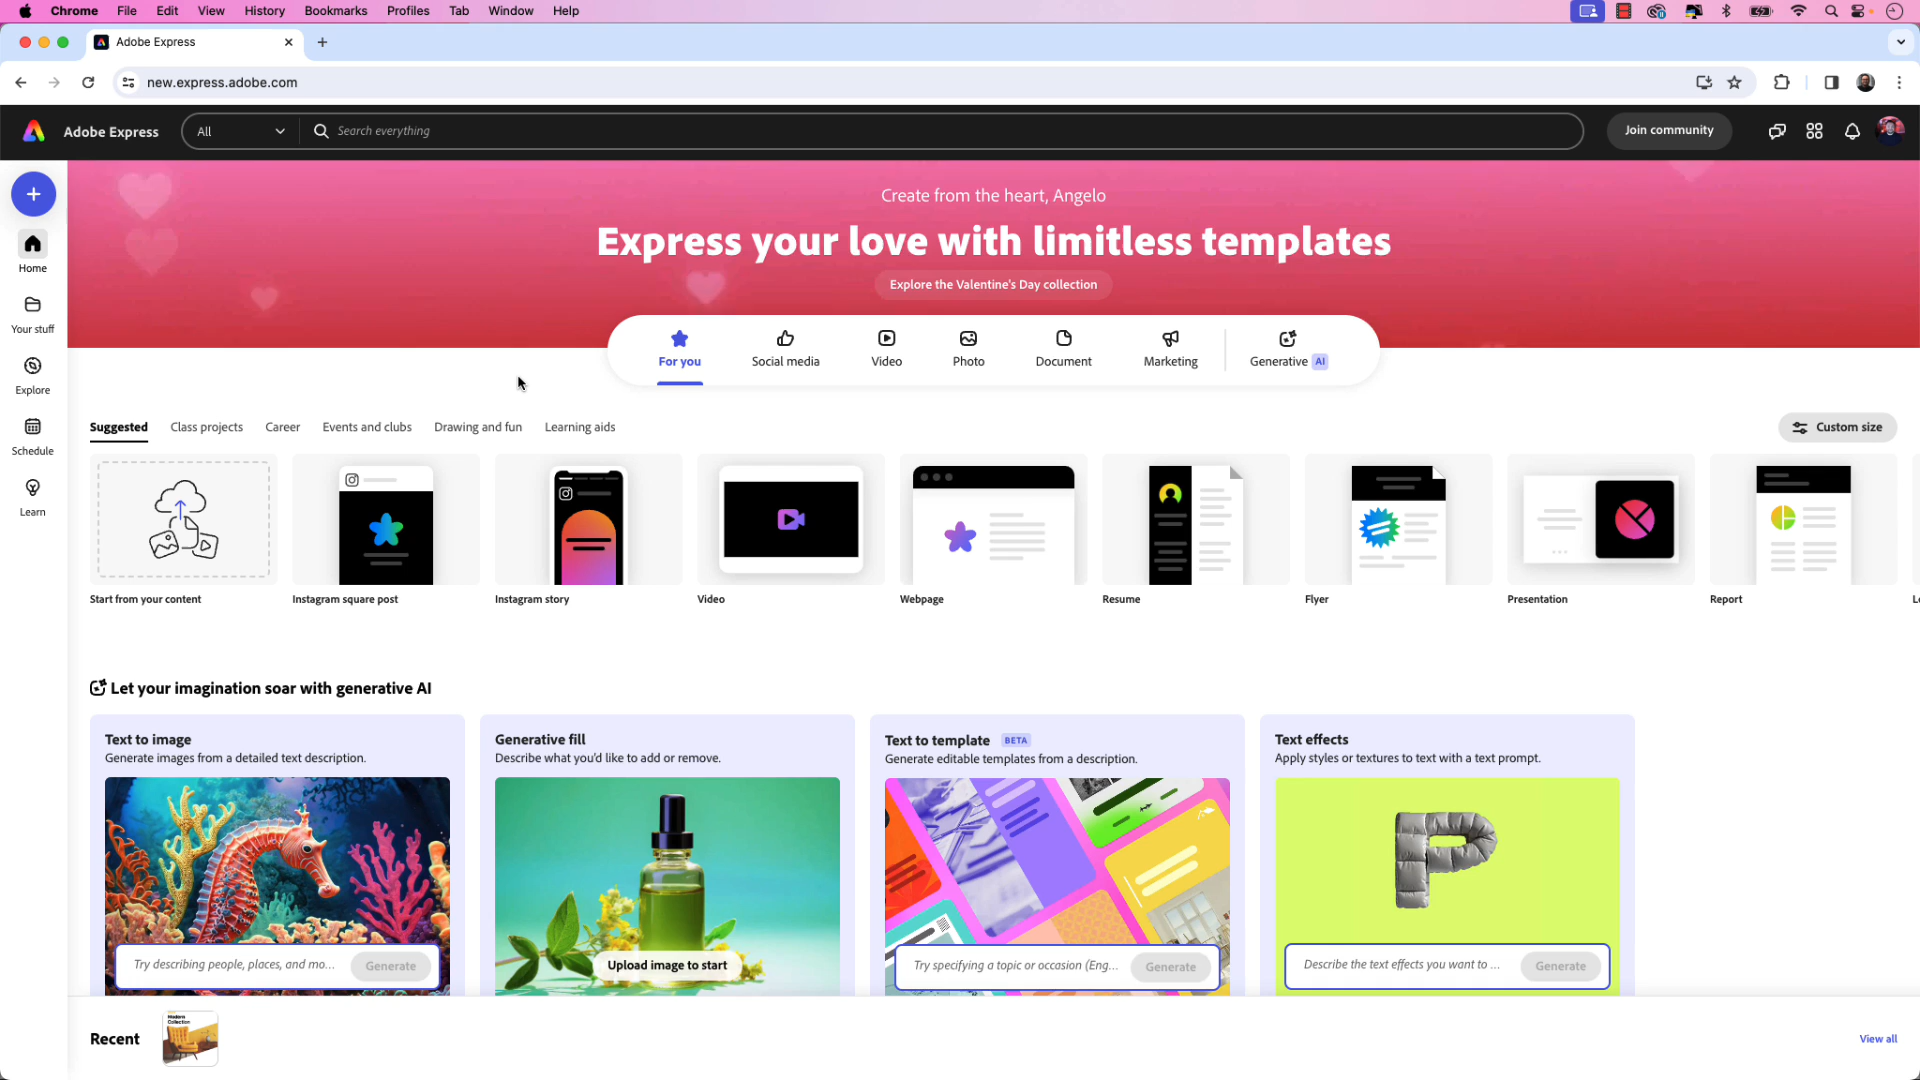 Chrome File Edit View History Bookmarks Profiles Tab Window Help
Adobe Express
new.express.adobe.com
Adobe Express
All
Search everything
Join community
Create from the heart, Angelo
Express your love with limitless templates
Explore the Valentine's Day collection
Home
Your stuff
Explore
Schedule
Learn
For you Social media Video Photo Document Marketing Generative AI
Suggested Class projects Career Events and clubs Drawing and fun Learning aids
Custom size
Start from your content Instagram square post Instagram story Video Webpage Resume Flyer Presentation Report
Let your imagination soar with generative AI
Text to image
Generate images from a detailed text description.
Try describing people, places, and mo... Generate
Generative fill
Describe what you'd like to add or remove.
Upload image to start
Text to template BETA
Generate editable templates from a description.
Try specifying a topic or occasion (Eng... Generate
Text effects
Apply styles or textures to text with a text prompt.
P
Describe the text effects you want to ... Generate
Recent
Modern
Collection
View all